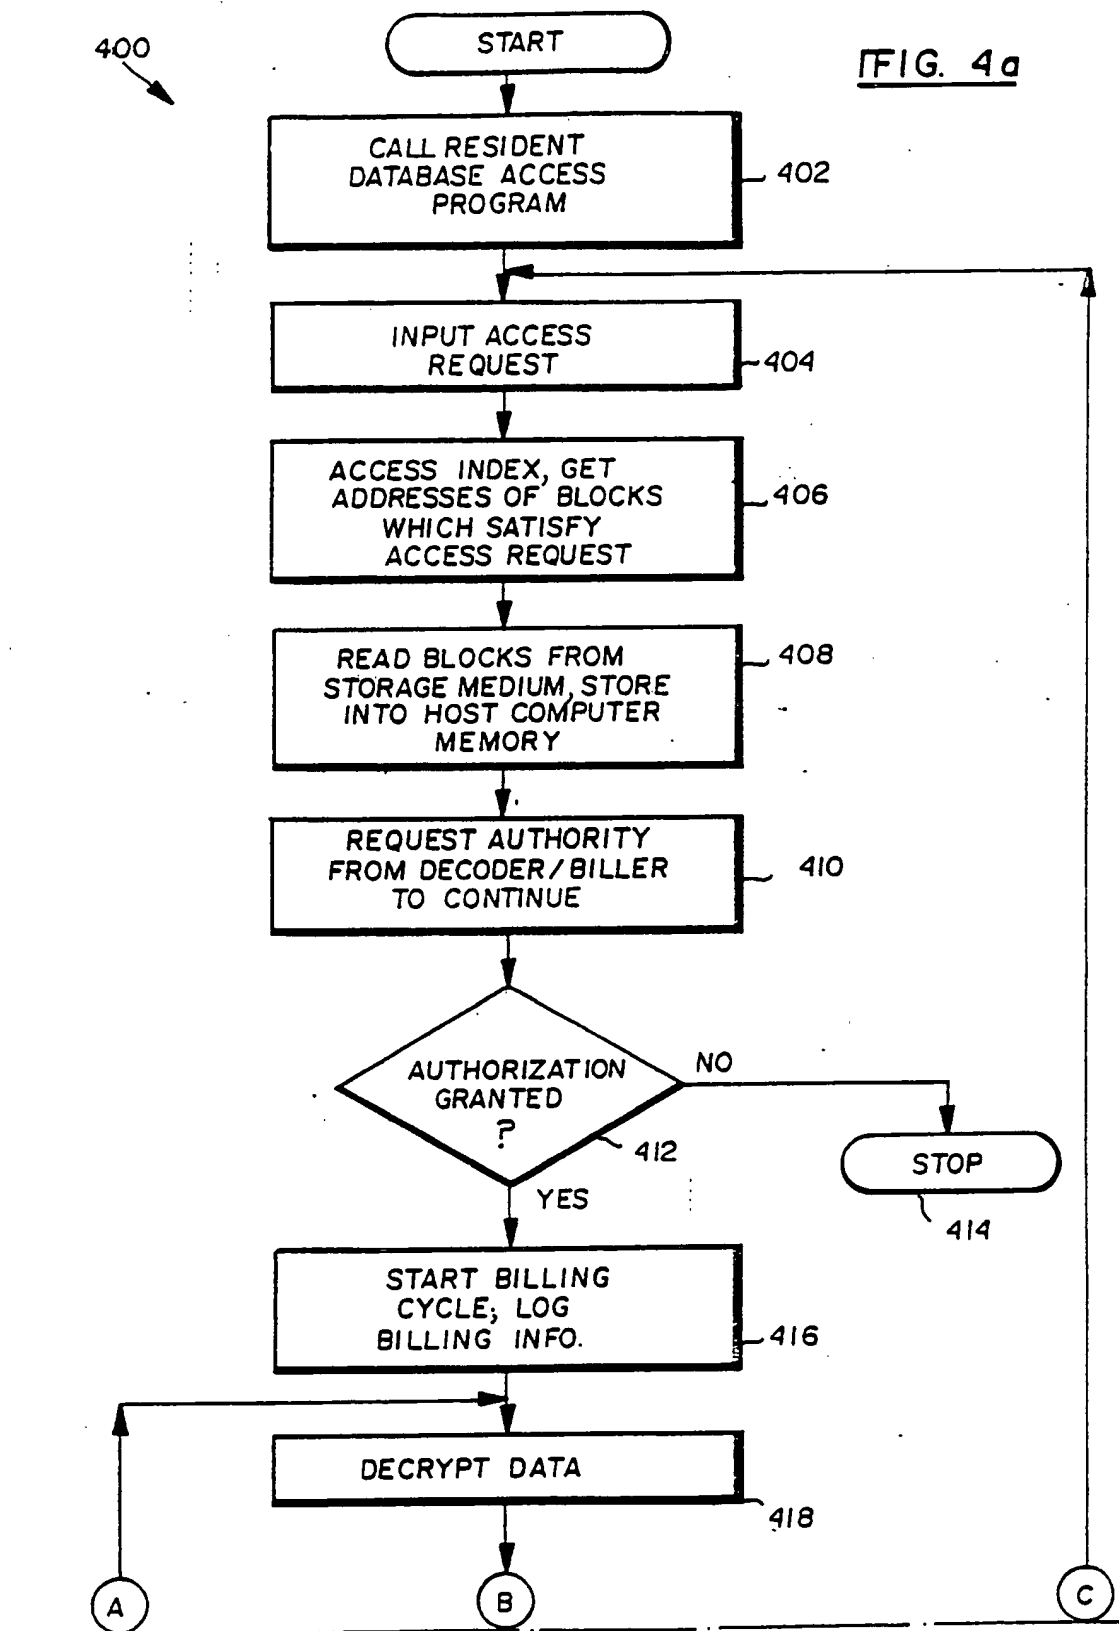 400
START
FIG. 4a
CALL RESIDENT
DATABASE ACCESS
PROGRAM
402
INPUT ACCESS
REQUEST
404
ACCESS INDEX, GET
ADDRESSES OF BLOCKS
WHICH SATISFY
ACCESS REQUEST
406
READ BLOCKS FROM
STORAGE MEDIUM, STORE
INTO HOST COMPUTER
MEMORY
408
REQUEST AUTHORITY
FROM DECODER/BILLER
TO CONTINUE
410
AUTHORIZATION
GRANTED
?
412
NO
STOP
414
YES
START BILLING
CYCLE; LOG
BILLING INFO.
416
DECRYPT DATA
418
A
B
C